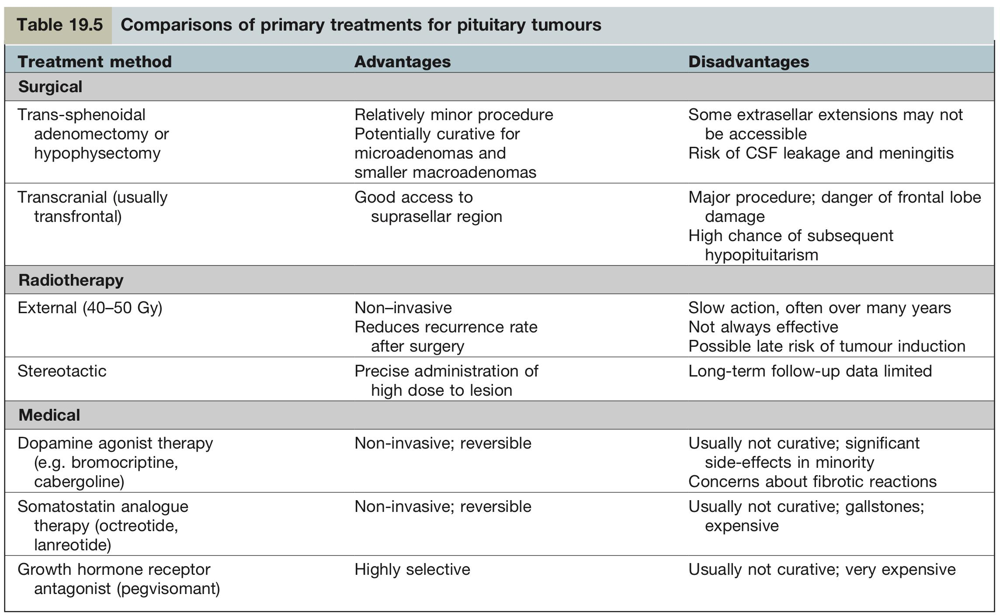 Table 19.5 Comparisons of primary treatments for pituitary tumours
Treatment method Advantages Disadvantages
Surgical
Trans-sphenoidal
adenomectomy or
hypophysectomy
Relatively minor procedure
Potentially curative for
microadenomas and
smaller macroadenomas
Some extrasellar extensions may not
be accessible
Risk of CSF leakage and meningitis
Transcranial (usually
transfrontal)
Good access to
suprasellar region
Major procedure; danger of frontal lobe
damage
High chance of subsequent
hypopituitarism
Radiotherapy
External (40–50 Gy)
Non–invasive
Reduces recurrence rate
after surgery
Slow action, often over many years
Not always effective
Possible late risk of tumour induction
Stereotactic
Precise administration of
high dose to lesion
Long-term follow-up data limited
Medical
Dopamine agonist therapy
(e.g. bromocriptine,
cabergoline)
Non-invasive; reversible
Usually not curative; significant
side-effects in minority
Concerns about fibrotic reactions
Somatostatin analogue
therapy (octreotide,
lanreotide)
Non-invasive; reversible
Usually not curative; gallstones;
expensive
Growth hormone receptor
antagonist (pegvisomant)
Highly selective
Usually not curative; very expensive